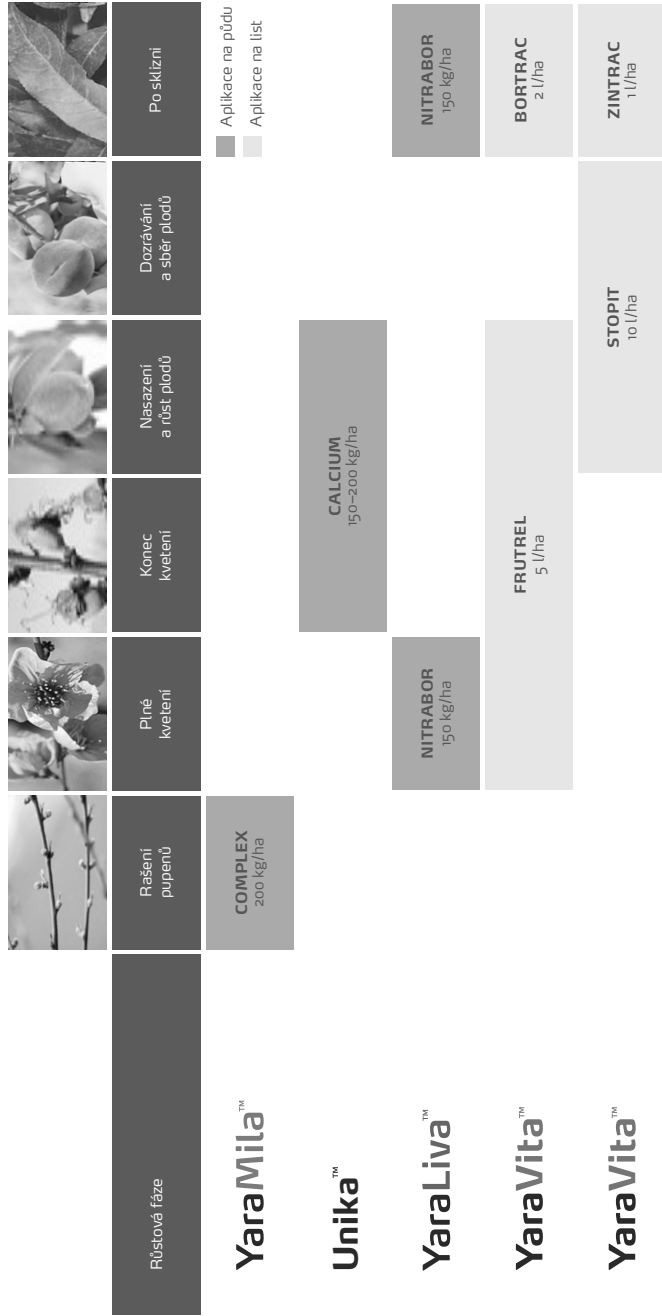 Růstová fáze
Rašení
pupenů
Plné
kvetení
Konec
kvetení
Nasazení
a růst plodů
Dozrávání
a sběr plodů
Po sklizni
YaraMila™
COMPLEX
200 kg/ha
Aplikace na půdu
Aplikace na list
Unika™
CALCIUM
150–200 kg/ha
YaraLiva™
NITRABOR
150 kg/ha
NITRABOR
150 kg/ha
YaraVita™
FRUTREL
5 l/ha
BORTRAC
2 l/ha
YaraVita™
STOPIT
10 l/ha
ZINTRAC
1 l/ha